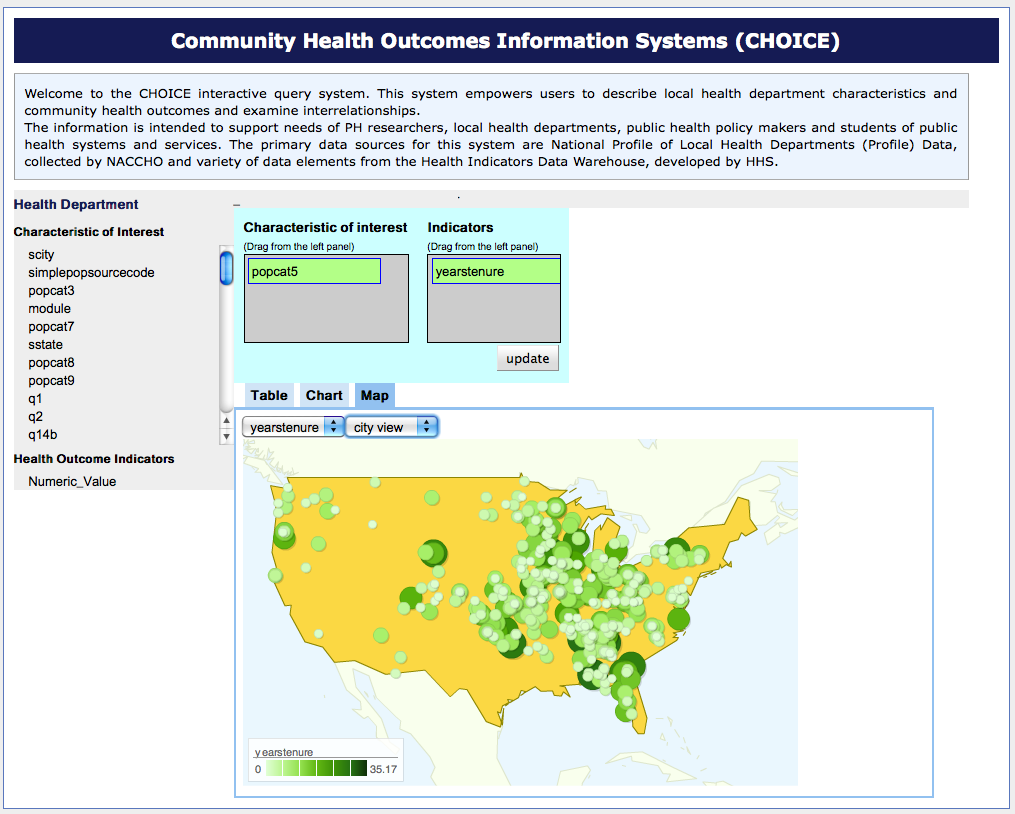 Community Health Outcomes Information Systems (CHOICE)
Welcome to the CHOICE interactive query system. This system empowers users to describe local health department characteristics and
community health outcomes and examine interrelationships.
The information is intended to support needs of PH researchers, local health departments, public health policy makers and students of public
health systems and services. The primary data sources for this system are National Profile of Local Health Departments (Profile) Data,
collected by NACCHO and variety of data elements from the Health Indicators Data Warehouse, developed by HHS.
Health Department
Characteristic of Interest
scity
simplepopsourcecode
popcat3
module
popcat7
sstate
popcat8
popcat9
q1
q2
q14b
Health Outcome Indicators
Numeric_Value
Characteristic of interest
(Drag from the left panel)
popcat5
Indicators
(Drag from the left panel)
yearstenure
update
Table Chart Map
yearstenure city view
yearstenure
0 35.17